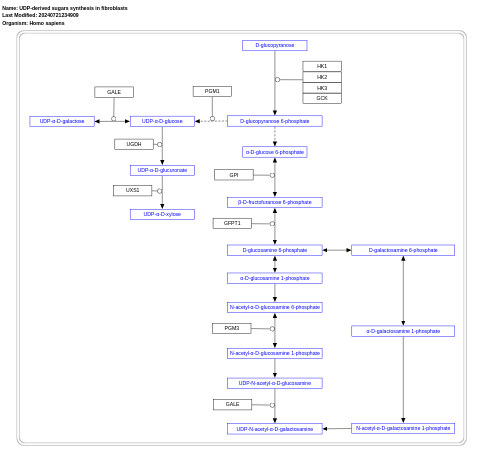 Name: UDP-derived sugars synthesis in fibroblasts
Last Modified: 20240721234909
Organism: Homo sapiens
D-glucopyranose
HK1
HK2
HK3
GCK
GALE
PGM1
UDP-α-D-galactose
UDP-α-D-glucose
D-glucopyranose 6-phosphate
UGDH
α-D-glucose 6-phosphate
UDP-α-D-glucuronate
GPI
UXS1
β-D-fructofuranose 6-phosphate
UDP-α-D-xylose
GFPT1
D-glucosamine 6-phosphate
D-galactosamine 6-phosphate
α-D-glucosamine 1-phosphate
N-acetyl-α-D-glucosamine 6-phosphate
PGM3
α-D-galactosamine 1-phosphate
N-acetyl-α-D-glucosamine 1-phosphate
UDP-N-acetyl-α-D-glucosamine
GALE
UDP-N-acetyl-α-D-galactosamine
N-acetyl-α-D-galactosamine 1-phosphate